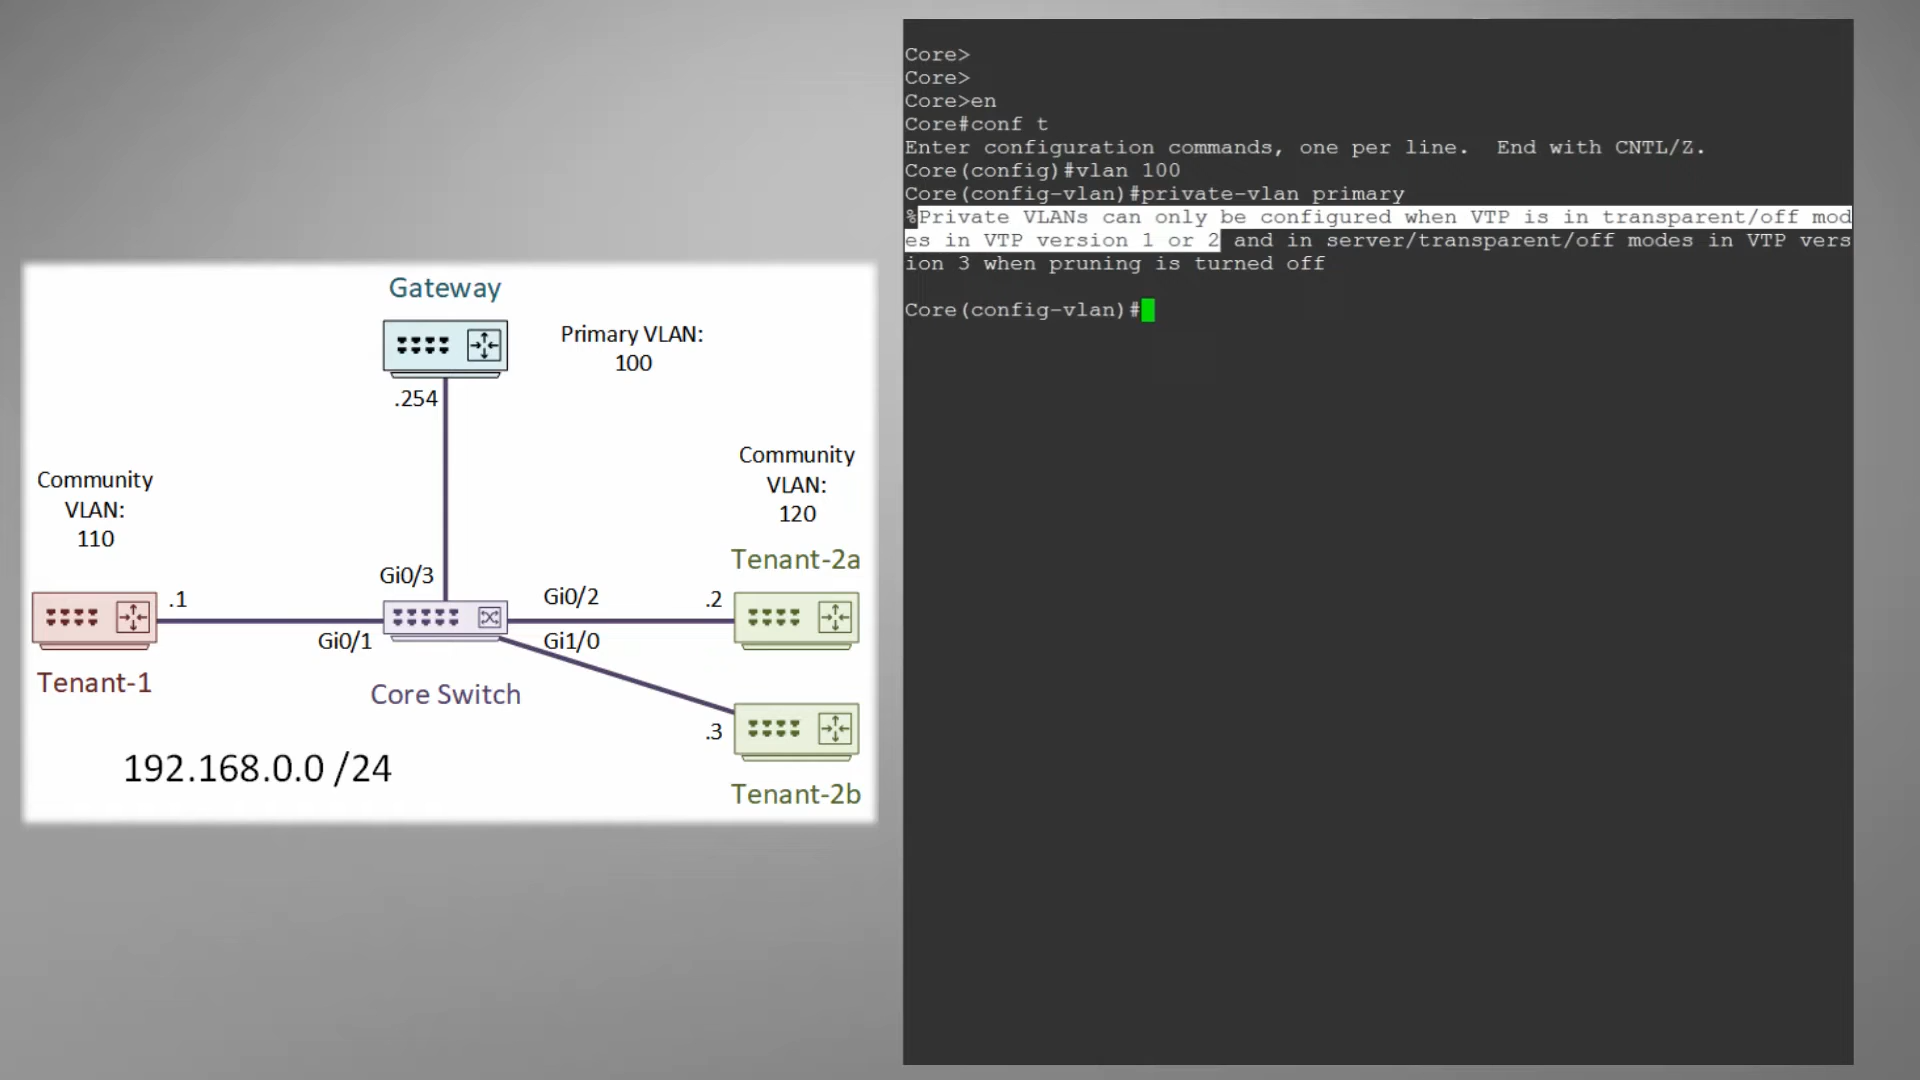 Core>
Core>
Core>en
Core#conf t
Enter configuration commands, one per line.  End with CNTL/Z.
Core(config)#vlan 100
Core(config-vlan)#private-vlan primary
%Private VLANs can only be configured when VTP is in transparent/off mod
es in VTP version 1 or 2 and in server/transparent/off modes in VTP vers
ion 3 when pruning is turned off
Core(config-vlan)#
Gateway
Primary VLAN:
100
.254
Community
VLAN:
110
Community
VLAN:
120
Tenant-2a
Gi0/3
.1
Gi0/2
.2
Gi0/1
Gi1/0
Tenant-1
Core Switch
.3
192.168.0.0 /24
Tenant-2b